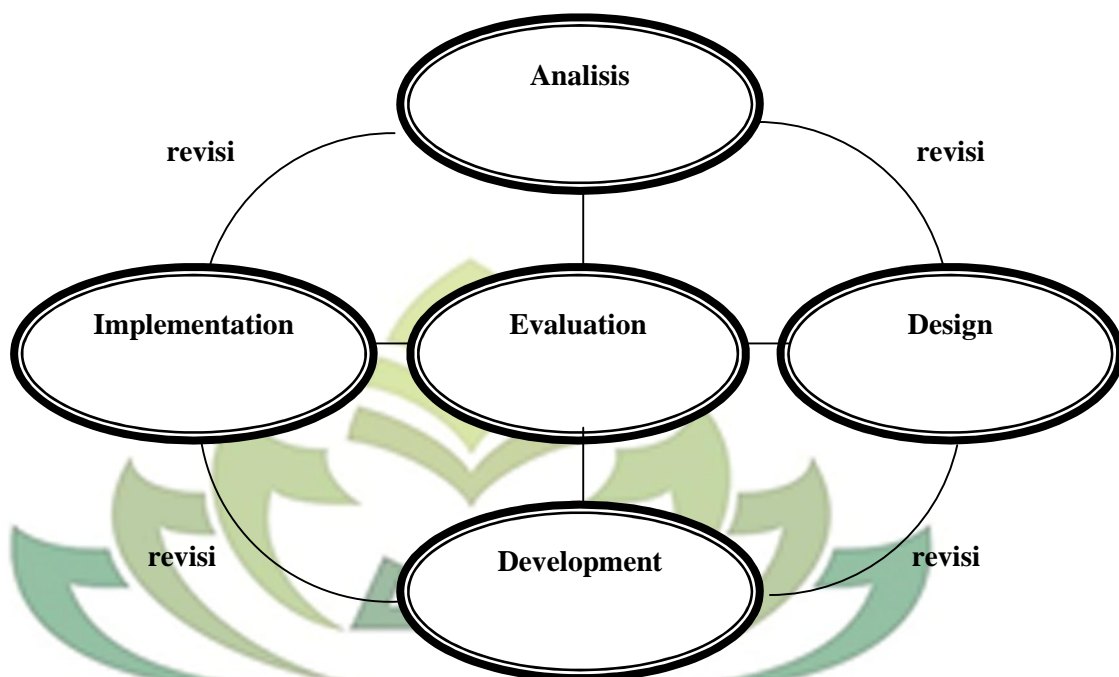 Analisis
revisi
revisi
Implementation
Evaluation
Design
revisi
Development
revisi